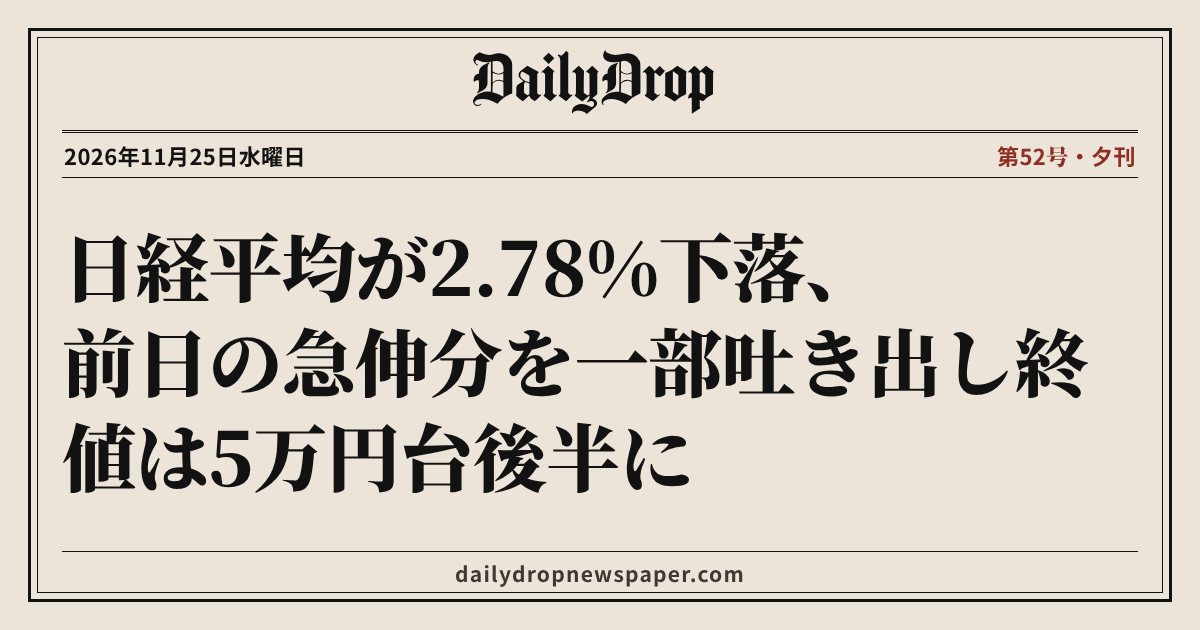 DailyDrop
2026年11月25日水曜日
第52号・夕刊
日経平均が2.78%下落、
前日の急伸分を一部吐き出し終
値は5万円台後半に
dailydropnewspaper.com